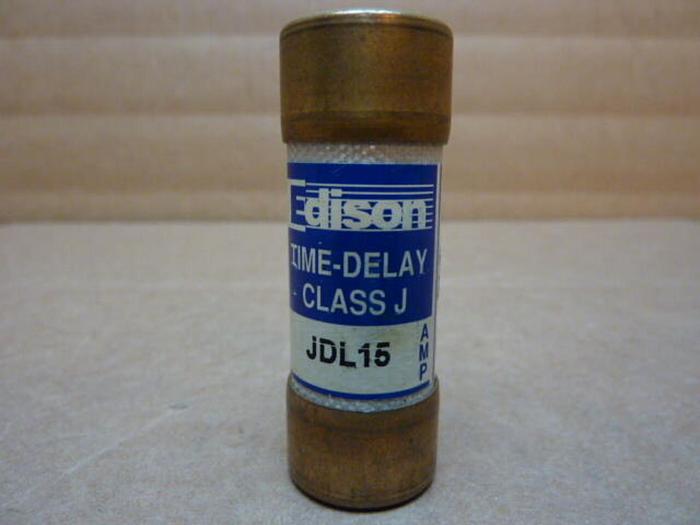 Edison
TIME-DELAY
CLASS J
JDL15
AMP